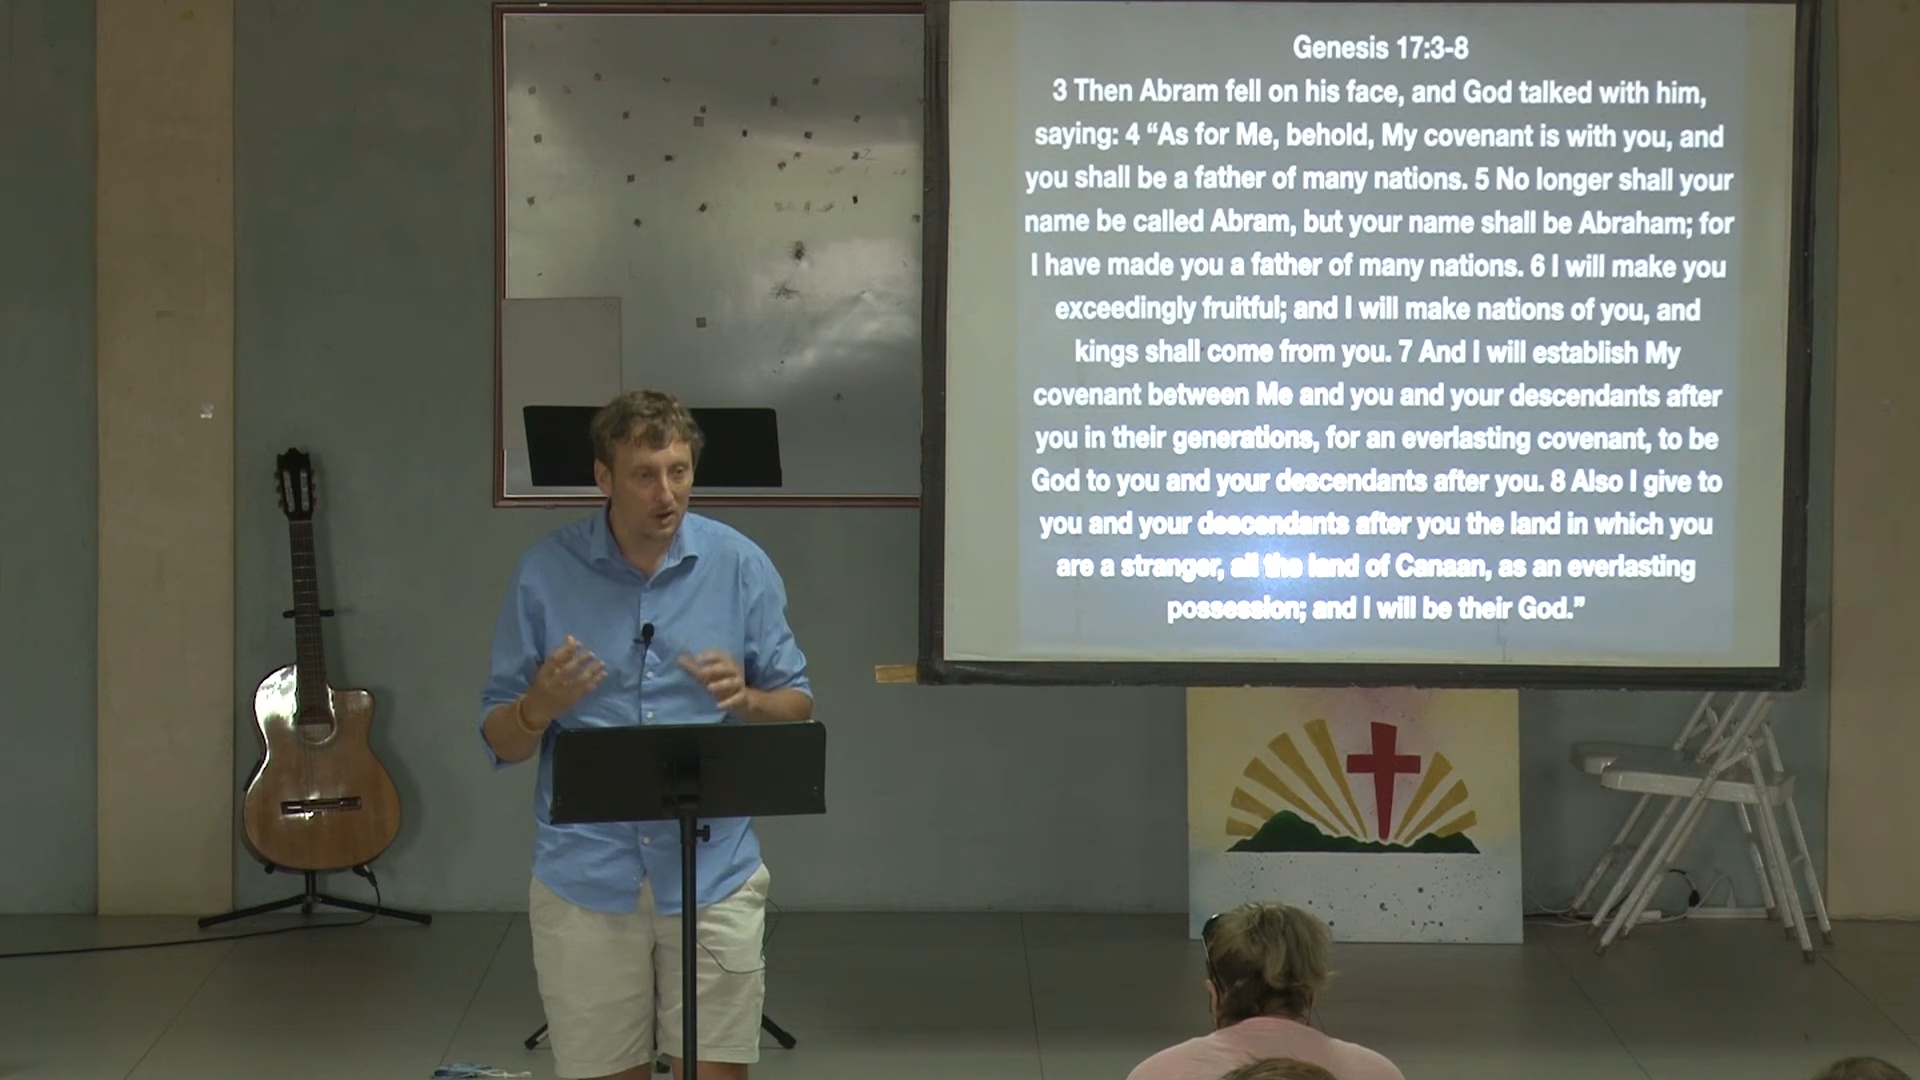 Genesis 17:3-8
3 Then Abram fell on his face, and God talked with him,
saying: 4 “As for Me, behold, My covenant is with you, and
you shall be a father of many nations. 5 No longer shall your
name be called Abram, but your name shall be Abraham; for
I have made you a father of many nations. 6 I will make you
exceedingly fruitful; and I will make nations of you, and
kings shall come from you. 7 And I will establish My
covenant between Me and you and your descendants after
you in their generations, for an everlasting covenant, to be
God to you and your descendants after you. 8 Also I give to
you and your descendants after you the land in which you
are a stranger, all the land of Canaan, as an everlasting
possession; and I will be their God.”